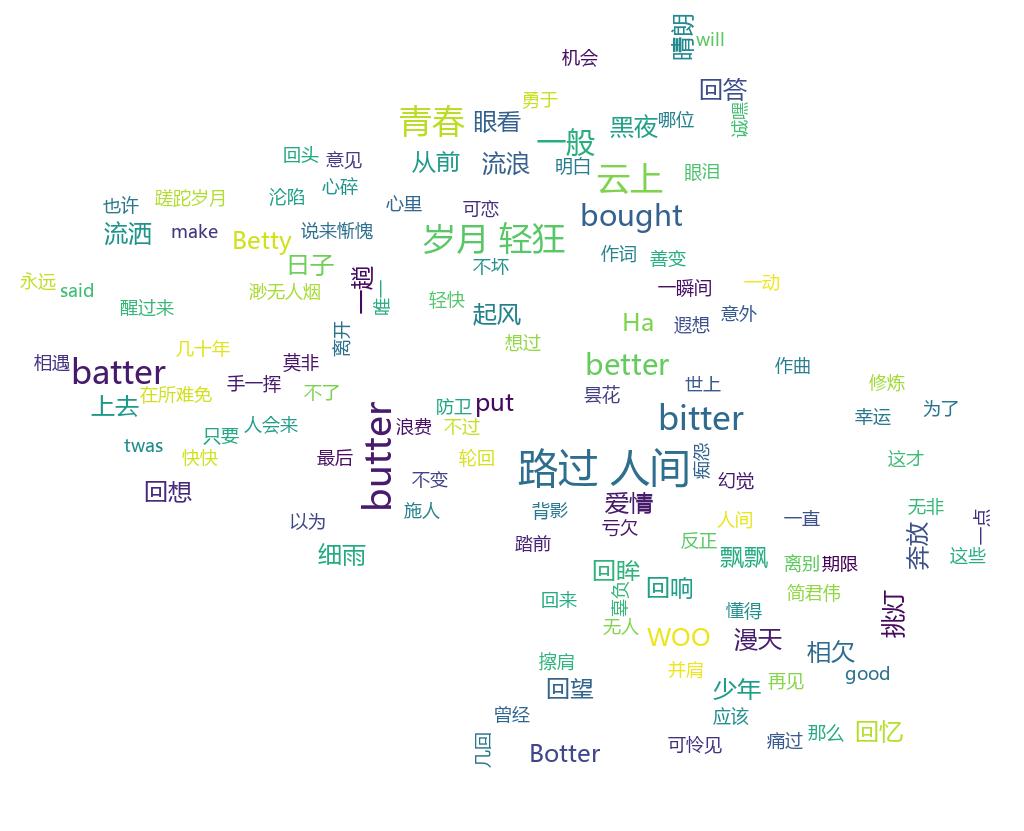 晴朗
will
机会
回答
勇于
青春
眼看
诚嘿
黑夜
哪位
一般
回头
意见
从前
流浪
明白
云上
眼泪
沦陷
心碎
也许
蹉跎岁月
心里
可恋
bought
流洒
make
Betty
说来惭愧
岁月 轻狂
作词
善变
日子
一趟
不坏
永远
said
渺无人烟
唯一
轻快
一瞬间
一动
醒过来
起风
Ha
遐想
意外
离开
想过
几十年
相遇
batter
莫非
better
作曲
手一挥
世上
修炼
在所难免
不了
昙花
上去
防卫
put
bitter
幸运
为了
只要
人会来
butter
浪费
不过
twas
快快
最后
轮回
路过 人间
痴怨
这才
回想
不变
爱情
幻觉
以为
施人
背影
亏欠
人间
一直
无非
一点
细雨
踏前
反正
飘飘
离别
期限
奔放
这些
回眸
回响
简君伟
回来
辜负
懂得
挑灯
无人
WOO
漫天
相欠
擦肩
并肩
再见
good
回望
少年
曾经
应该
几回
Botter
可怜见
痛过
那么
回忆